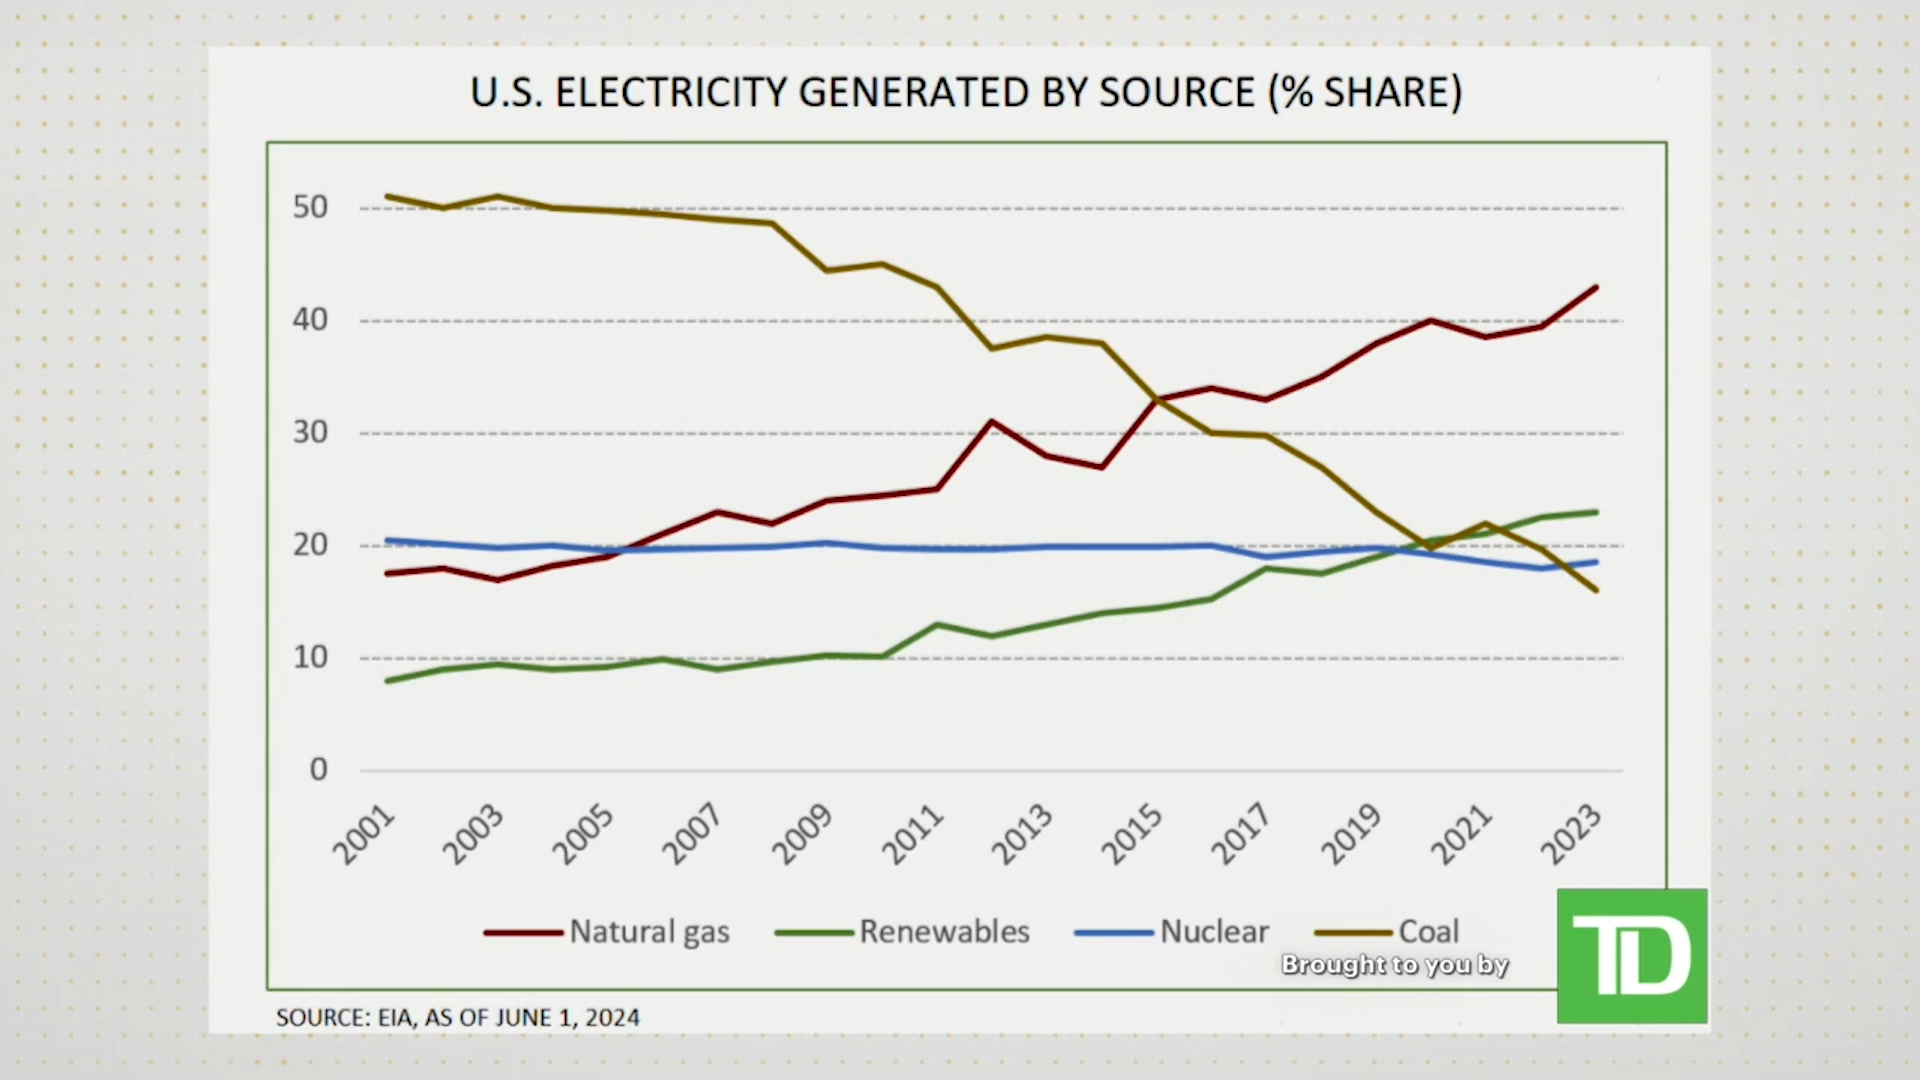 U.S. ELECTRICITY GENERATED BY SOURCE (% SHARE)
50
40
30
20
10
0
2001 2003 2005 2007 2009 2011 2013 2015 2017 2019 2021 2023
Natural gas Renewables Nuclear Coal
Brought to you by
TD
SOURCE: EIA, AS OF JUNE 1, 2024